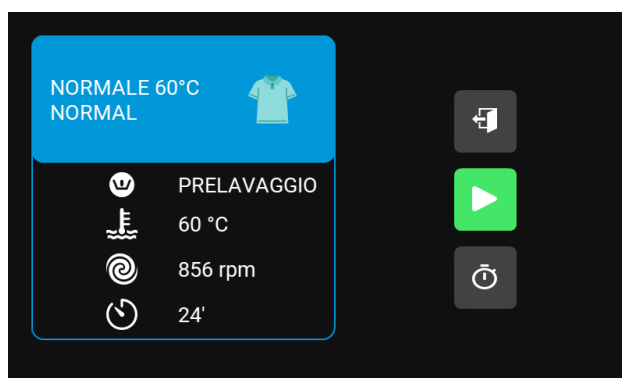 NORMALE 60°C
NORMAL
PRELAVAGGIO
60 °C
856 rpm
24'